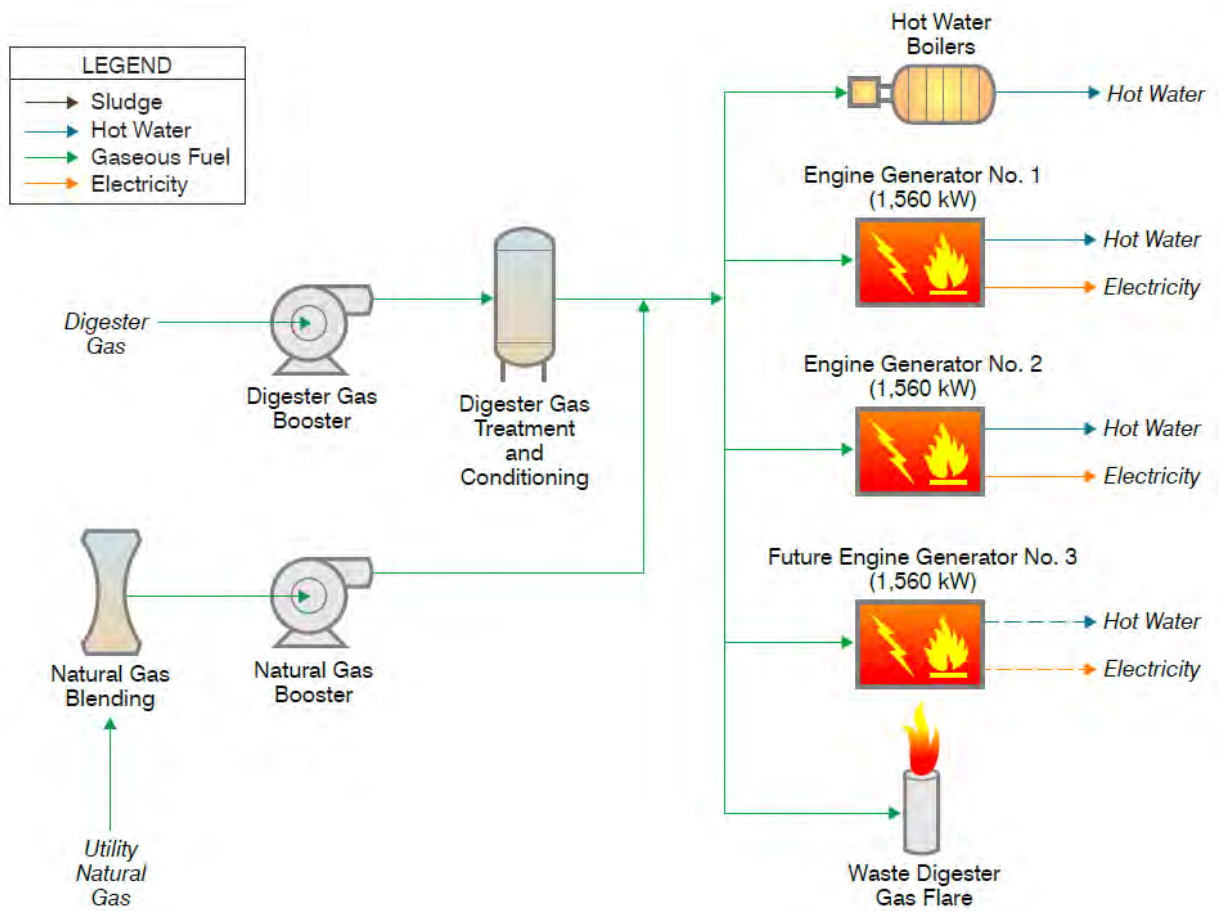 LEGEND
Sludge
Hot Water
Gaseous Fuel
Electricity
Hot Water
Boilers
Hot Water
Engine Generator No. 1
(1,560 kW)
Hot Water
Electricity
Digester
Gas
Digester Gas
Booster
Digester Gas
Treatment
and
Conditioning
Engine Generator No. 2
(1,560 kW)
Hot Water
Electricity
Natural Gas
Blending
Natural Gas
Booster
Future Engine Generator No. 3
(1,560 kW)
Hot Water
Electricity
Utility
Natural
Gas
Waste Digester
Gas Flare